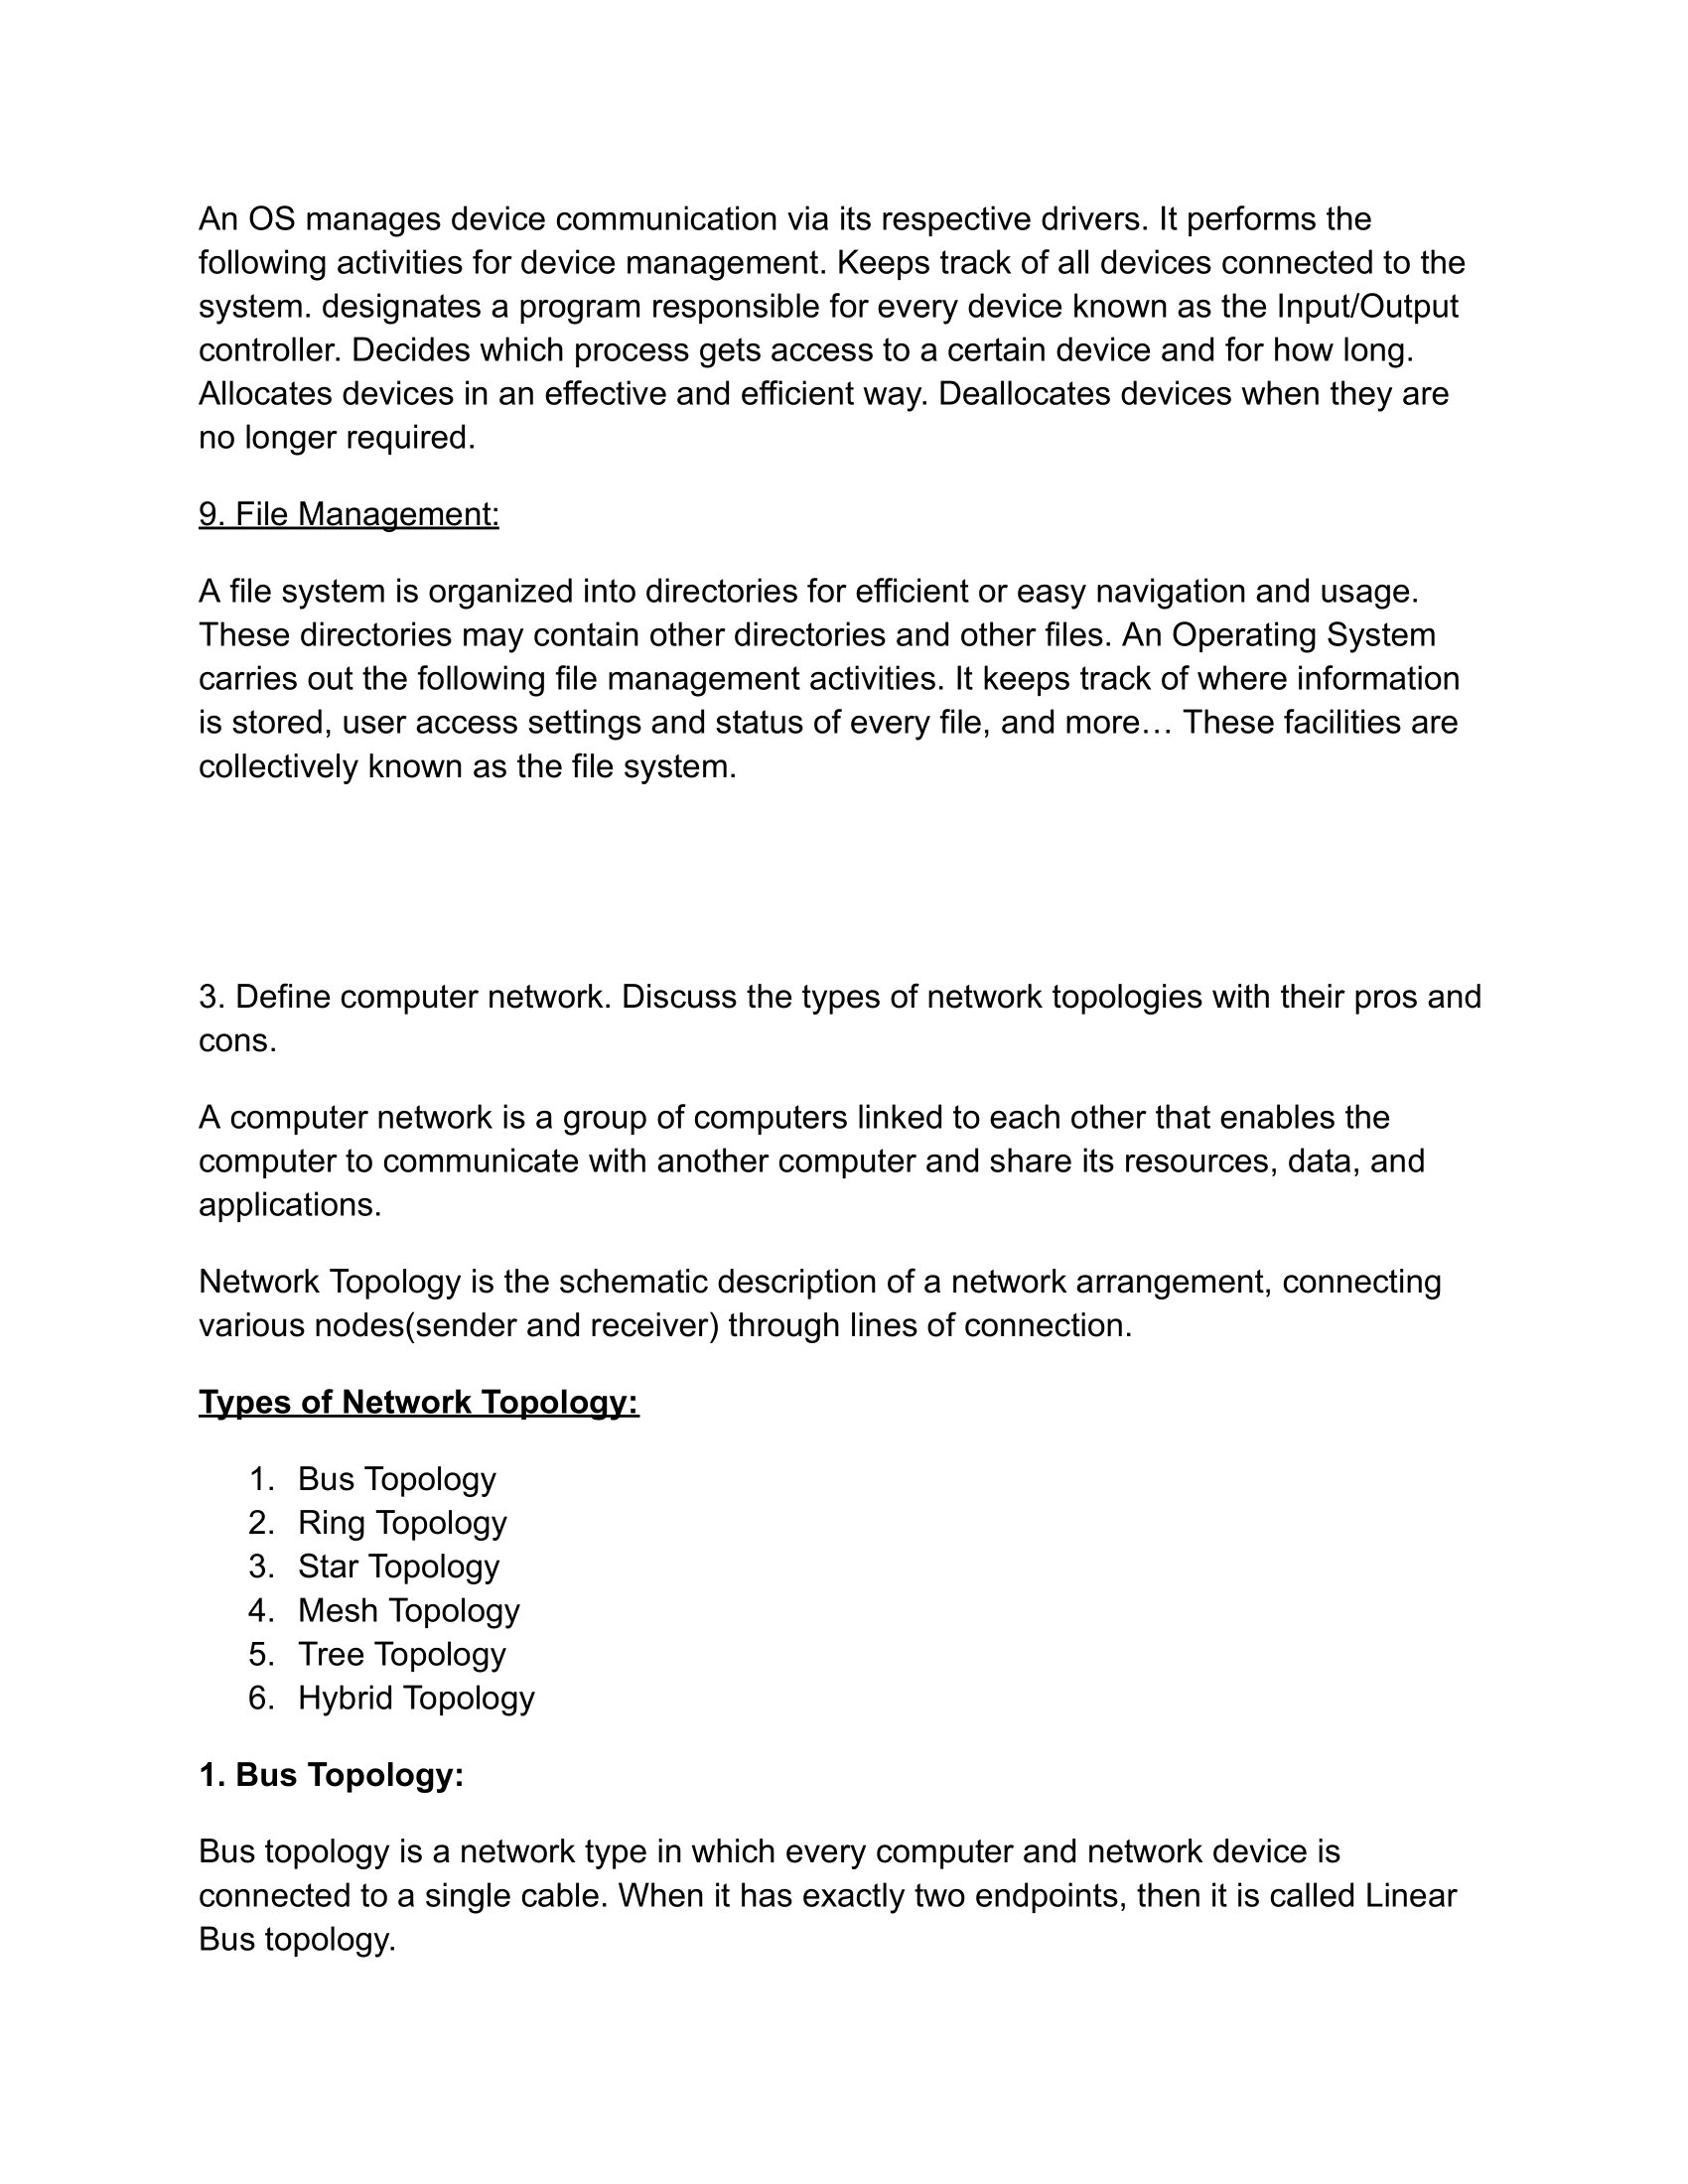 An OS manages device communication via its respective drivers. It performs the
following activities for device management. Keeps track of all devices connected to the
system. designates a program responsible for every device known as the Input/Output
controller. Decides which process gets access to a certain device and for how long.
Allocates devices in an effective and efficient way. Deallocates devices when they are
no longer required.
9. File Management:
A file system is organized into directories for efficient or easy navigation and usage.
These directories may contain other directories and other files. An Operating System
carries out the following file management activities. It keeps track of where information
is stored, user access settings and status of every file, and more… These facilities are
collectively known as the file system.
3. Define computer network. Discuss the types of network topologies with their pros and
cons.
A computer network is a group of computers linked to each other that enables the
computer to communicate with another computer and share its resources, data, and
applications.
Network Topology is the schematic description of a network arrangement, connecting
various nodes(sender and receiver) through lines of connection.
Types of Network Topology:
1. Bus Topology
2. Ring Topology
3. Star Topology
4. Mesh Topology
5. Tree Topology
6. Hybrid Topology
1. Bus Topology:
Bus topology is a network type in which every computer and network device is
connected to a single cable. When it has exactly two endpoints, then it is called Linear
Bus topology.